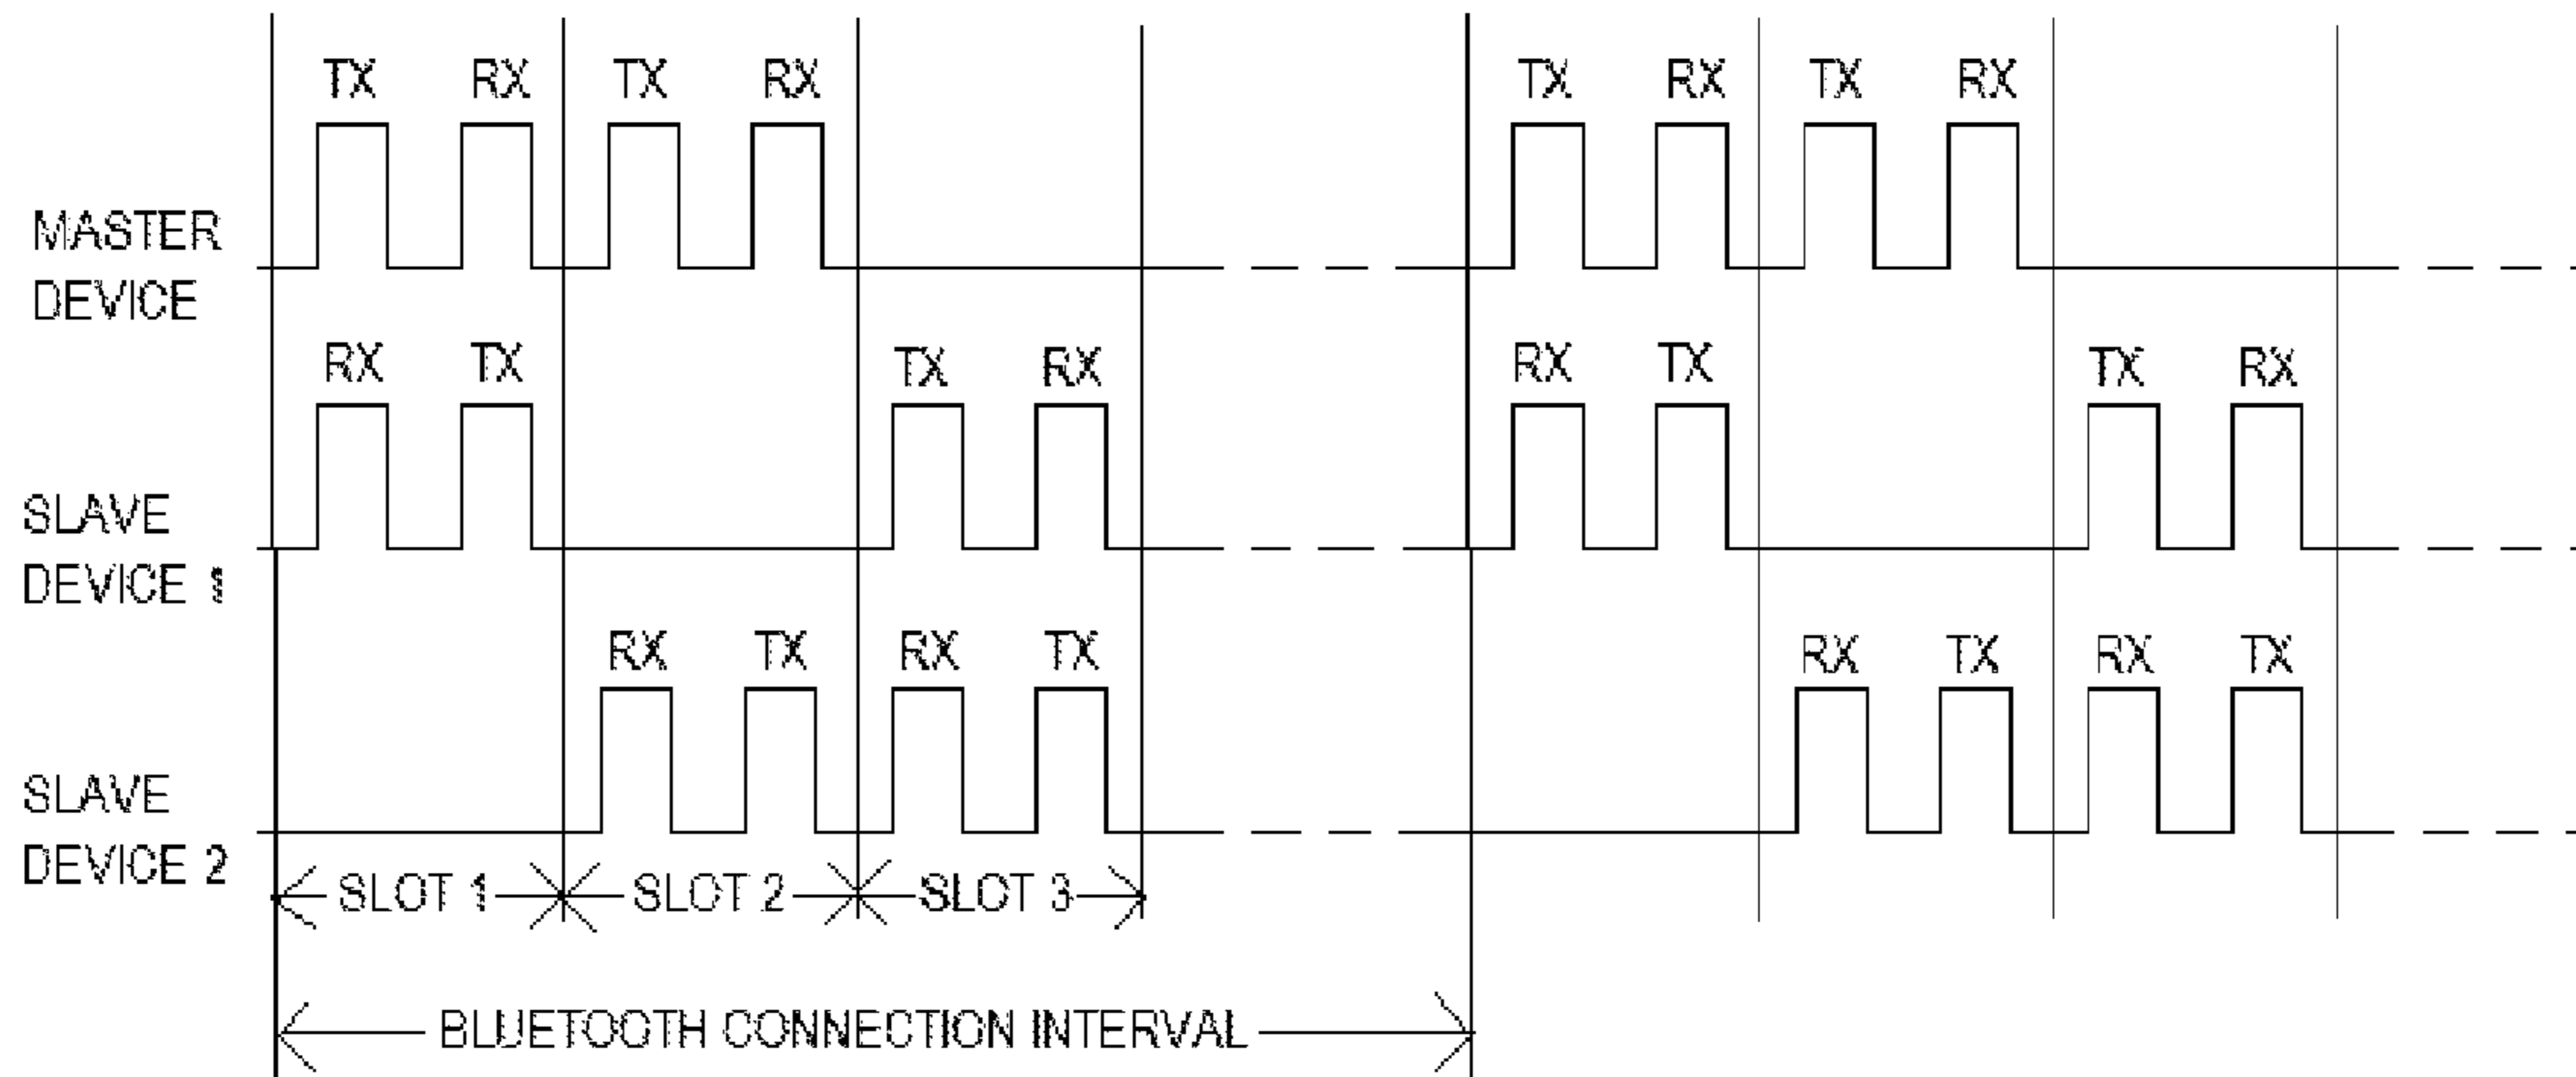 TX RX TX RX TX RX TX RX
MASTER
DEVICE
RX TX TX RX RX TX TX RX
SLAVE
DEVICE 1
RX TX RX TX RX TX RX TX
SLAVE
DEVICE 2
SLOT 1 SLOT 2 SLOT 3
BLUETOOTH CONNECTION INTERVAL